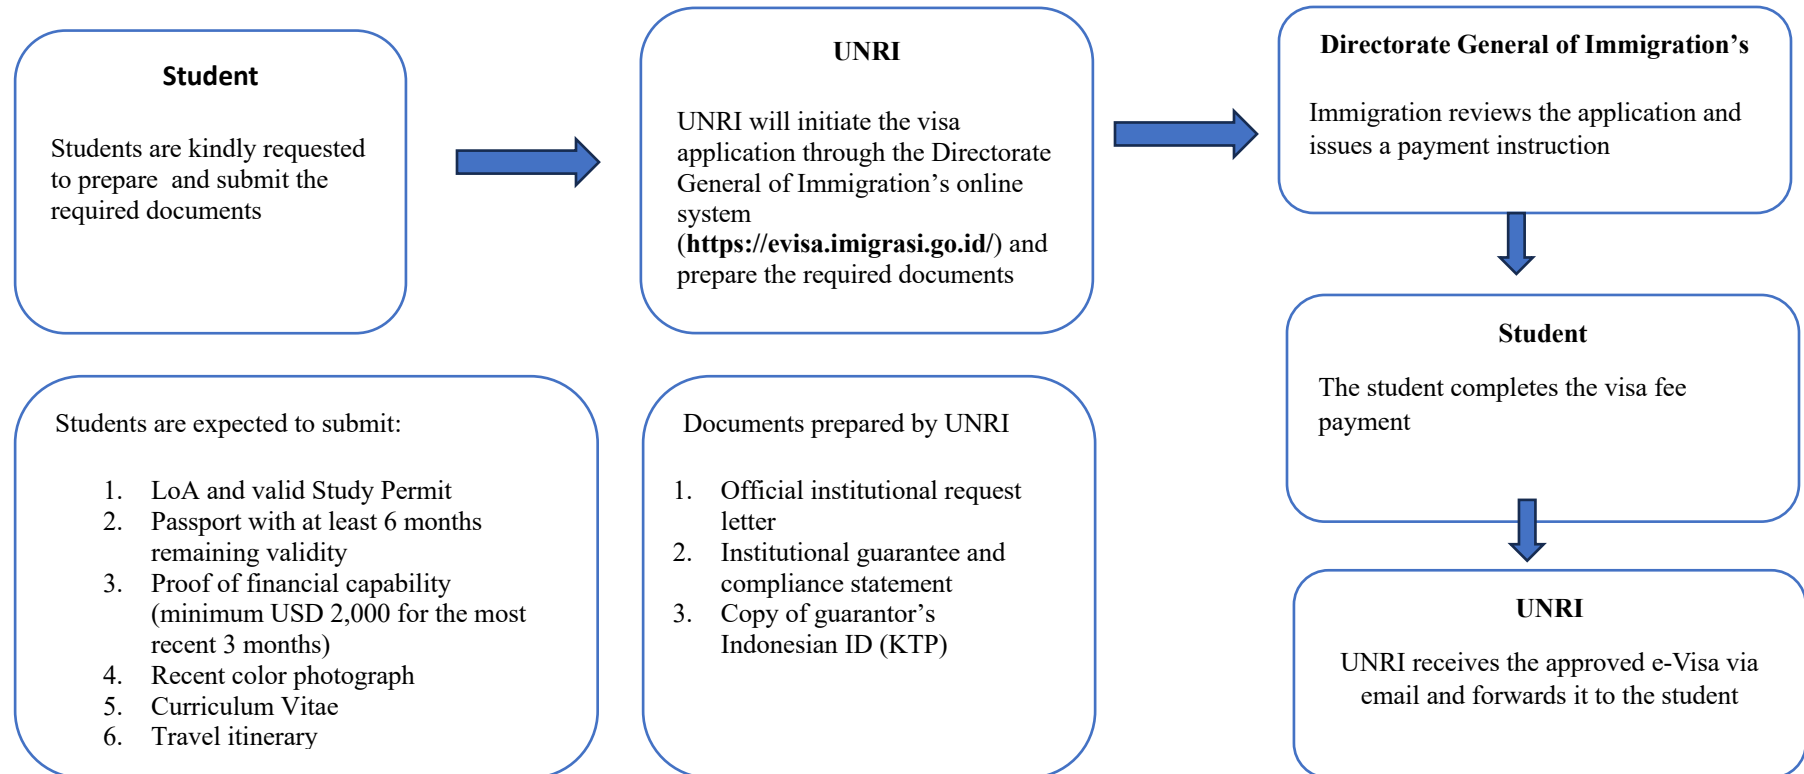 Student
Students are kindly requested
to prepare  and submit the
required documents
UNRI
UNRI will initiate the visa
application through the Directorate
General of Immigration’s online
system
(https://evisa.imigrasi.go.id/) and
prepare the required documents
Directorate General of Immigration’s
Immigration reviews the application and
issues a payment instruction
Student
The student completes the visa fee
payment
UNRI
UNRI receives the approved e-Visa via
email and forwards it to the student
Students are expected to submit:
1. LoA and valid Study Permit
2. Passport with at least 6 months
remaining validity
3. Proof of financial capability
(minimum USD 2,000 for the most
recent 3 months)
4. Recent color photograph
5. Curriculum Vitae
6. Travel itinerary
Documents prepared by UNRI
1. Official institutional request
letter
2. Institutional guarantee and
compliance statement
3. Copy of guarantor’s
Indonesian ID (KTP)